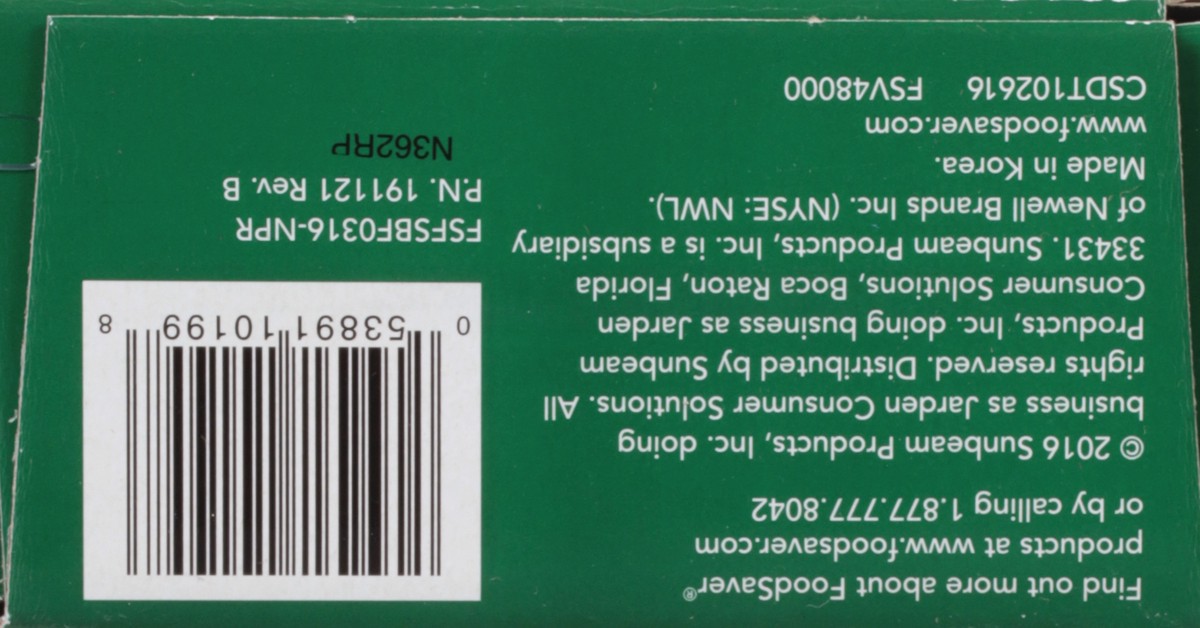 Find out more about FoodSaver®
products at www.foodsaver.com
or by calling 1.877.777.8042
© 2016 Sunbeam Products, Inc. doing
business as Jarden Consumer Solutions. All
rights reserved. Distributed by Sunbeam
Products, Inc. doing business as Jarden
Consumer Solutions, Boca Raton, Florida
33431. Sunbeam Products, Inc. is a subsidiary
of Newell Brands Inc. (NYSE: NWL).
Made in Korea.
www.foodsaver.com
CSDT102616 FSV48000
0 53891 10199 8
FSFSBF0316-NPR
P.N. 191121 Rev. B
N362RP